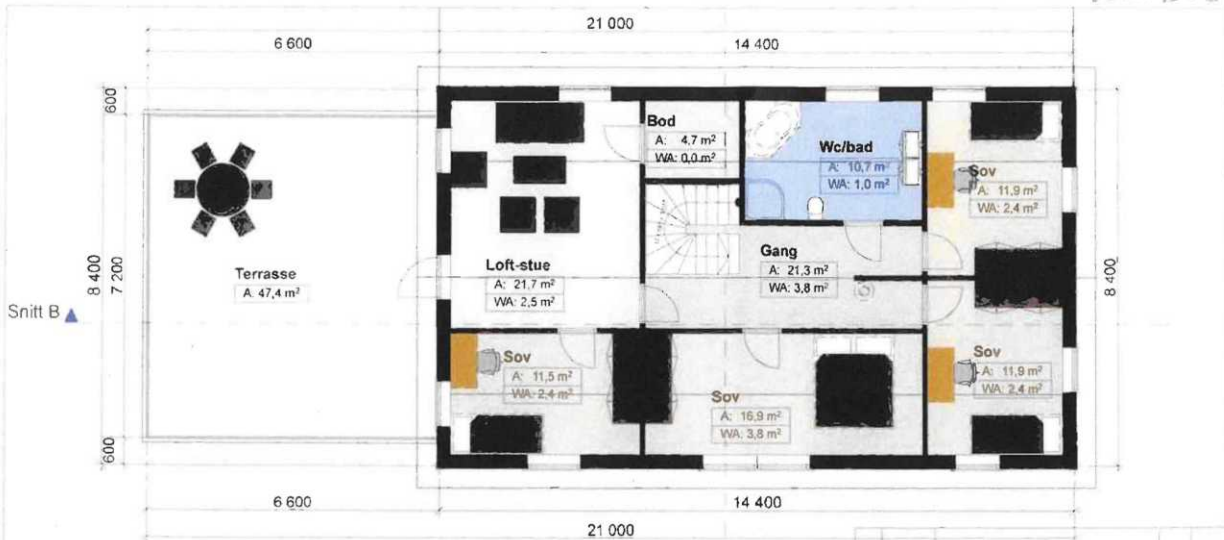 21 000
6 600
14 400
600
8 400
7 200
600
8 400
Bod
A: 4,7 m²
WA: 0,0 m²
Wc/bad
A: 10,7 m²
WA: 1,0 m²
Sov
A: 11,9 m²
WA: 2,4 m²
Terrasse
A: 47,4 m²
Loft-stue
A: 21,7 m²
WA: 2,5 m²
Gang
A: 21,3 m²
WA: 3,8 m²
Snitt B
Sov
A: 11,5 m²
WA: 2,4 m²
Sov
A: 16,9 m²
WA: 3,8 m²
Sov
A: 11,9 m²
WA: 2,4 m²
6 600
14 400
21 000